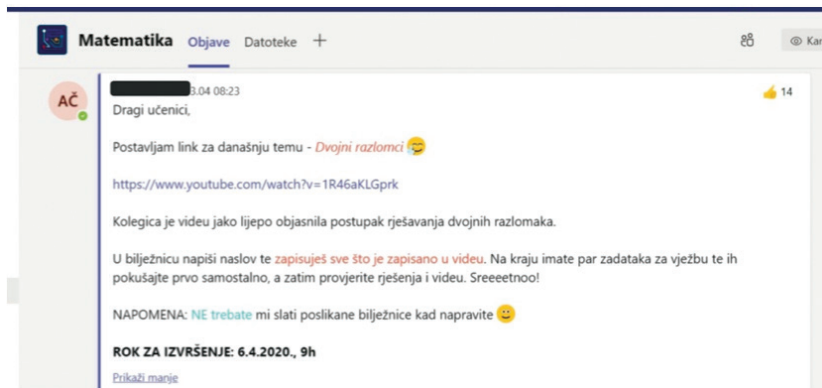 Matematika Objave Datoteke +
Kar
AČ
3.04 08:23
14
Dragi učenici,
Postavljam link za današnju temu - Dvojni razlomci
https://www.youtube.com/watch?v=1R46aKLGprk
Kolegica je videu jako lijepo objasnila postupak rješavanja dvojnih razlomaka.
U bilježnicu napiši naslov te zapisuješ sve što je zapisano u videu. Na kraju imate par zadataka za vježbu te ih
pokušajte prvo samostalno, a zatim provjerite rješenja i videu. Sreeeetnoo!
NAPOMENA: NE trebate mi slati poslikane bilježnice kad napravite
ROK ZA IZVRŠENJE: 6.4.2020., 9h
Prikaži manje